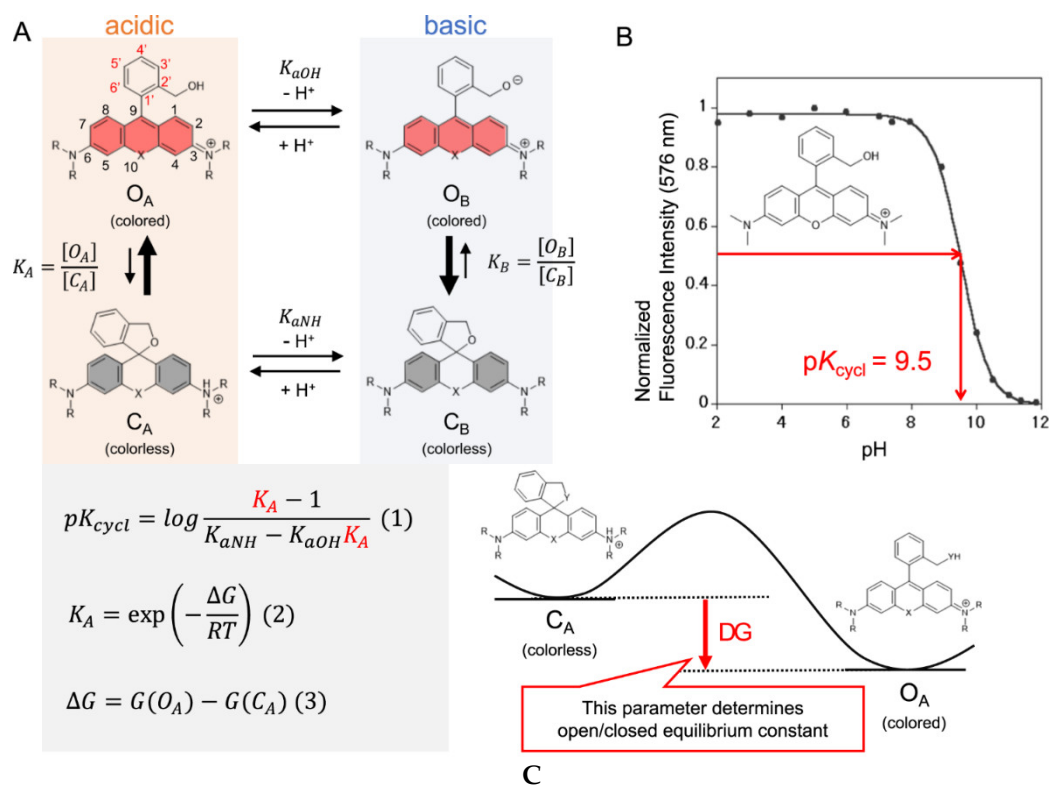 A
acidic
basic
4'
5'
3'
6'
2'
1'
OH
8
9
1
7
2
6
5
10
X
4
3
R
N
R
N
⊕
R
R
O_A
(colored)
K_aOH
- H⁺
+ H⁺
O
⊖
R
N
R
X
N
⊕
R
R
O_B
(colored)
K_A = [O_A]/[C_A]
K_B = [O_B]/[C_B]
O
R
N
R
X
H
N
⊕
R
R
C_A
(colorless)
K_aNH
- H⁺
+ H⁺
O
R
N
R
X
N
R
R
C_B
(colorless)
pK_cycl = log (K_A − 1)/(K_aNH − K_aOH K_A) (1)
K_A = exp(−ΔG/RT) (2)
ΔG = G(O_A) − G(C_A) (3)
B
Normalized
Fluorescence Intensity (576 nm)
1
0.8
0.6
0.4
0.2
0
2
4
6
8
10
12
pH
OH
N
O
N
⊕
pK_cycl = 9.5
Y
R
N
R
X
H
N
⊕
R
R
C_A
(colorless)
DG
YH
R
N
R
X
N
⊕
R
R
O_A
(colored)
This parameter determines
open/closed equilibrium constant
C